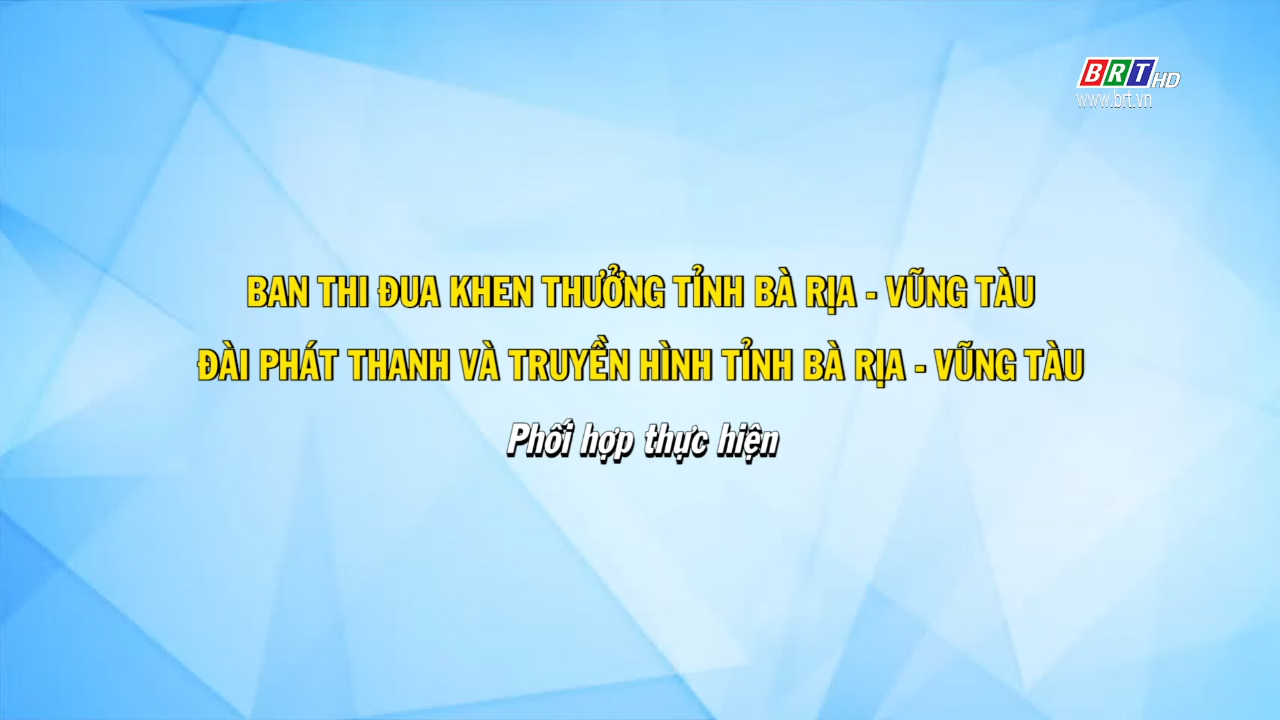 BRT HD
www.brt.vn
BAN THI ĐUA KHEN THƯỞNG TỈNH BÀ RỊA - VŨNG TÀU
ĐÀI PHÁT THANH VÀ TRUYỀN HÌNH TỈNH BÀ RỊA - VŨNG TÀU
Phối hợp thực hiện